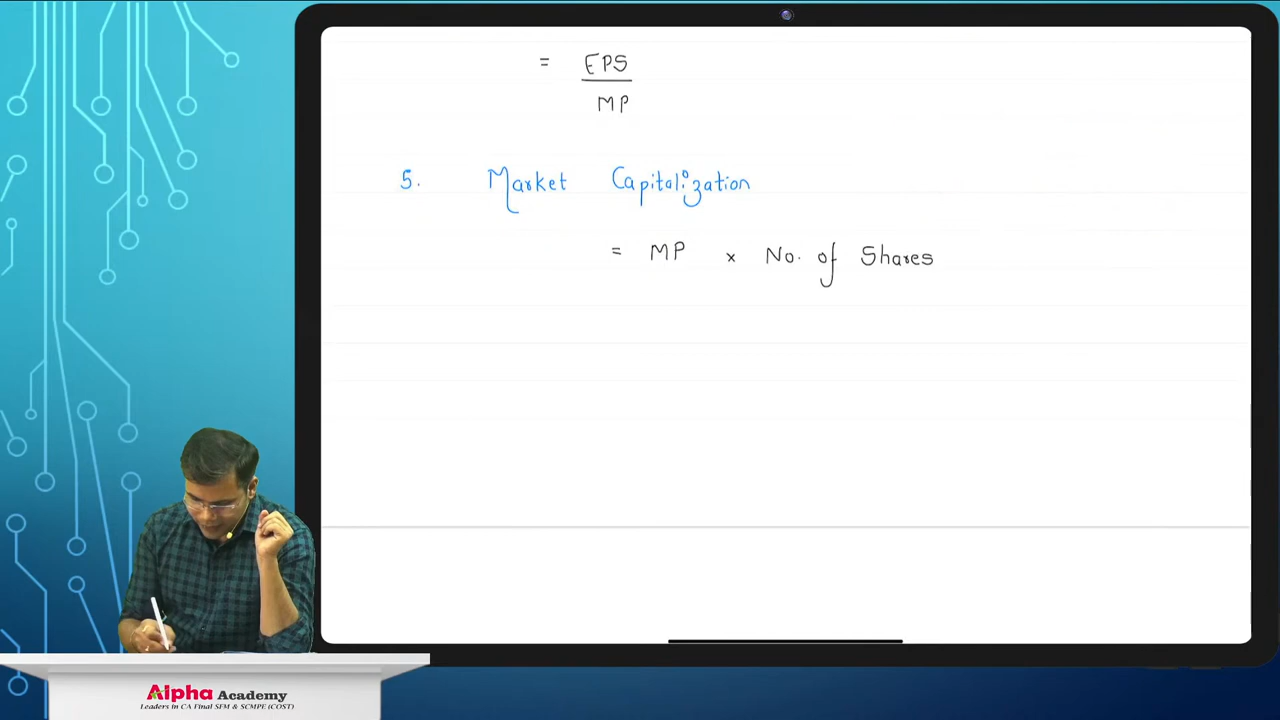 = EPS
MP
5. Market Capitalization
= MP × No. of Shares
Alpha Academy
Leaders in CA Final SFM & SCMPE (COST)